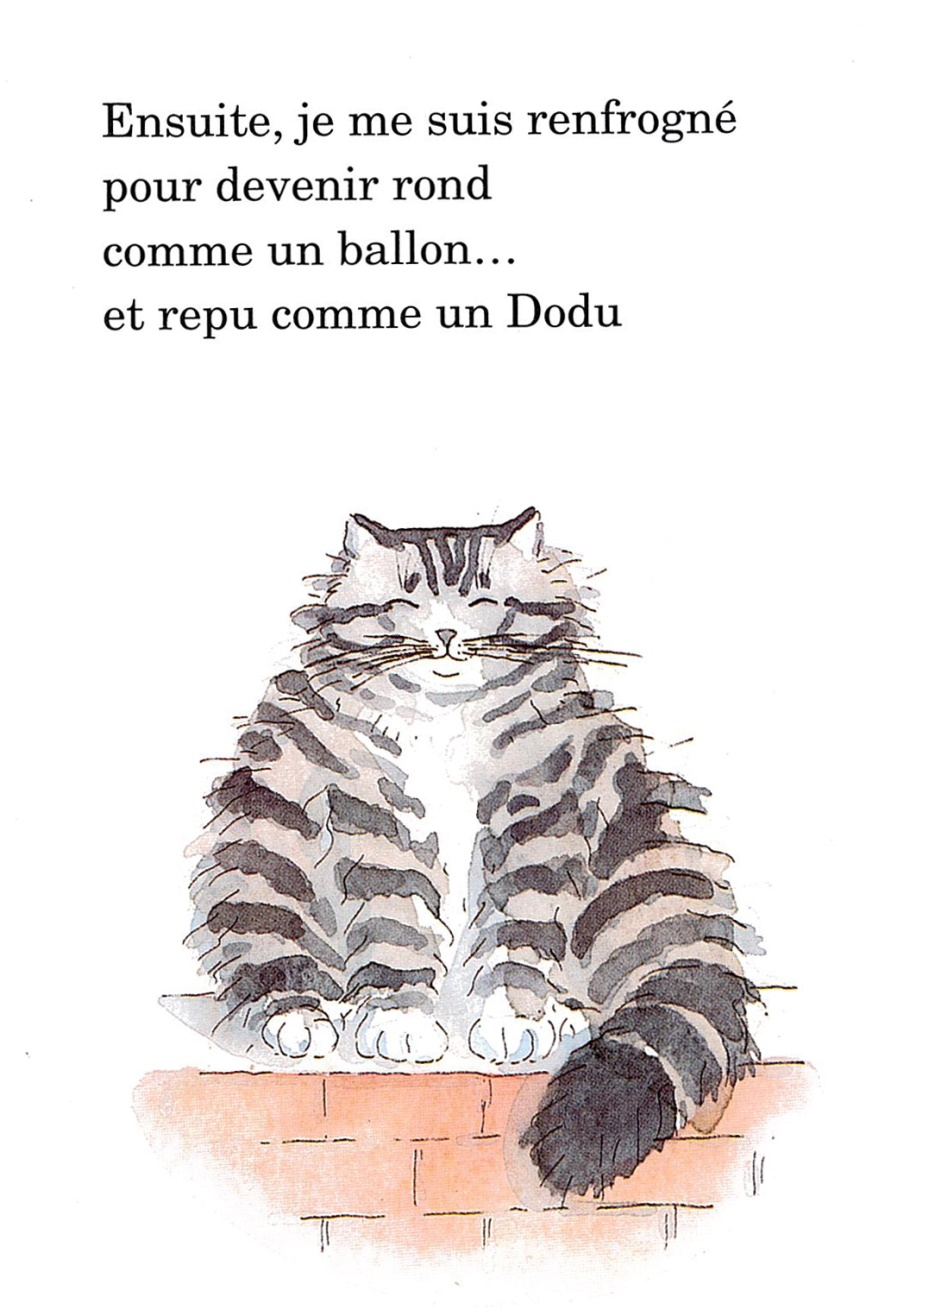 Ensuite, je me suis renfrogné
pour devenir rond
comme un ballon…
et repu comme un Dodu